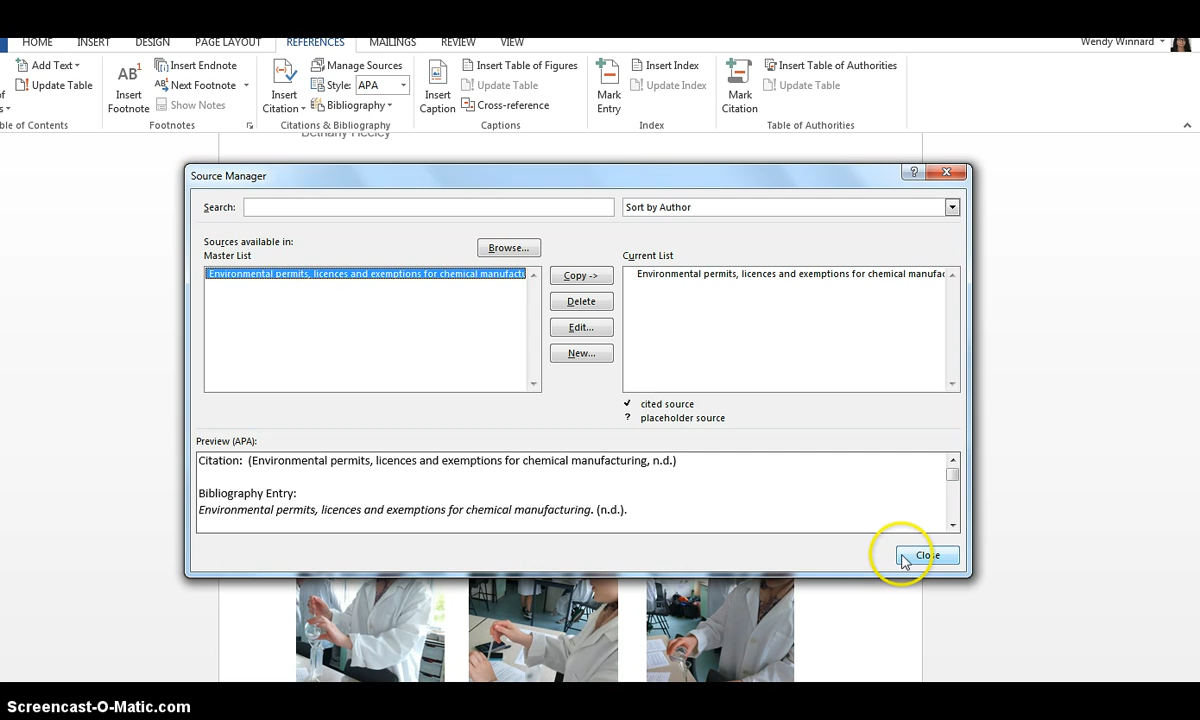 HOME INSERT DESIGN PAGE LAYOUT REFERENCES MAILINGS REVIEW VIEW Wendy Winnard
Add Text
Update Table
of
s
ble of Contents
AB1
Insert
Footnote
Insert Endnote
Next Footnote
Show Notes
Footnotes
Insert
Citation
Manage Sources
Style: APA
Bibliography
Citations & Bibliography
Insert
Caption
Insert Table of Figures
Update Table
Cross-reference
Captions
Mark
Entry
Insert Index
Update Index
Index
Mark
Citation
Insert Table of Authorities
Update Table
Table of Authorities
Source Manager
Search:
Sort by Author
Sources available in:
Master List
Browse...
Current List
Environmental permits, licences and exemptions for chemical manufactu
Copy ->
Delete
Edit...
New...
Environmental permits, licences and exemptions for chemical manufac
✔ cited source
? placeholder source
Preview (APA):
Citation: (Environmental permits, licences and exemptions for chemical manufacturing, n.d.)
Bibliography Entry:
Environmental permits, licences and exemptions for chemical manufacturing. (n.d.).
Close
Screencast-O-Matic.com